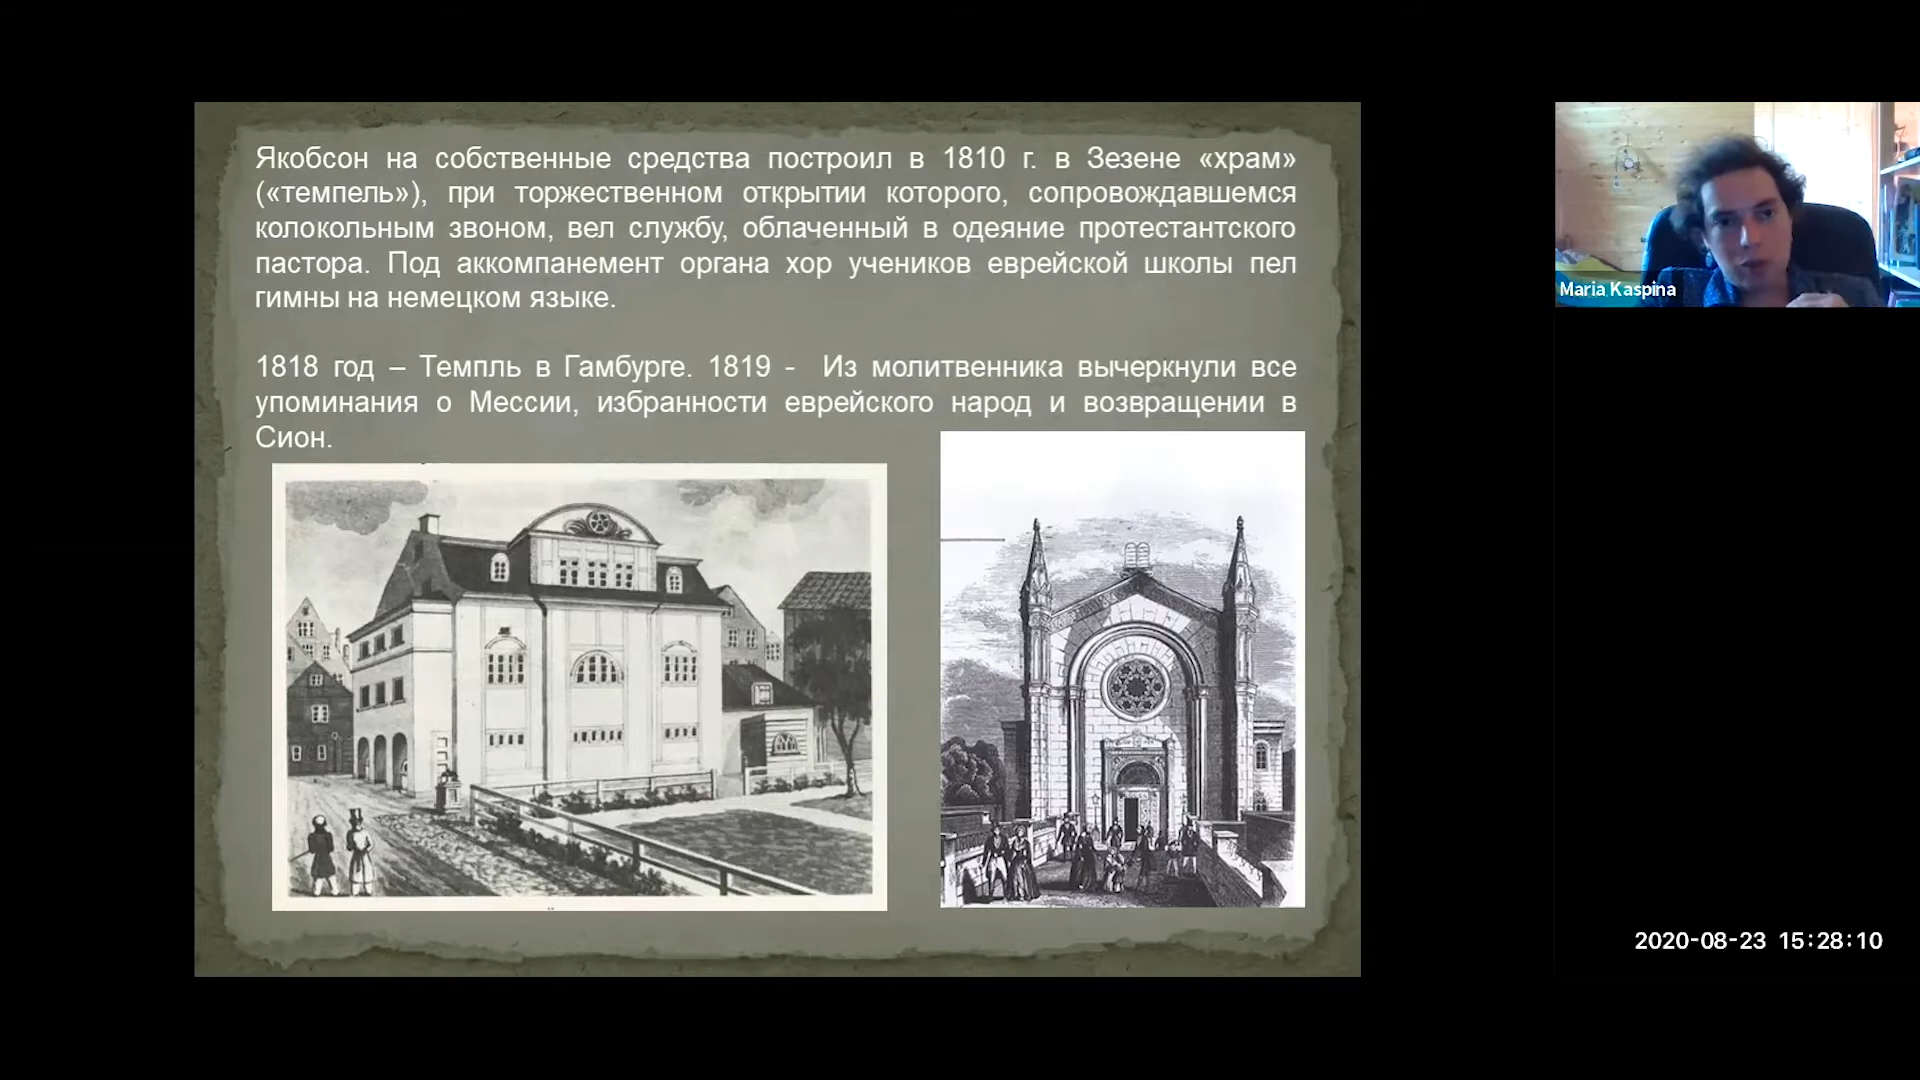 Якобсон на собственные средства построил в 1810 г. в Зезене «храм»
(«темпель»), при торжественном открытии которого, сопровождавшемся
колокольным звоном, вел службу, облаченный в одеяние протестантского
пастора. Под аккомпанемент органа хор учеников еврейской школы пел
гимны на немецком языке.
1818 год – Темпль в Гамбурге. 1819 - Из молитвенника вычеркнули все
упоминания о Мессии, избранности еврейского народ и возвращении в
Сион.
Maria Kaspina
2020-08-23 15:28:10